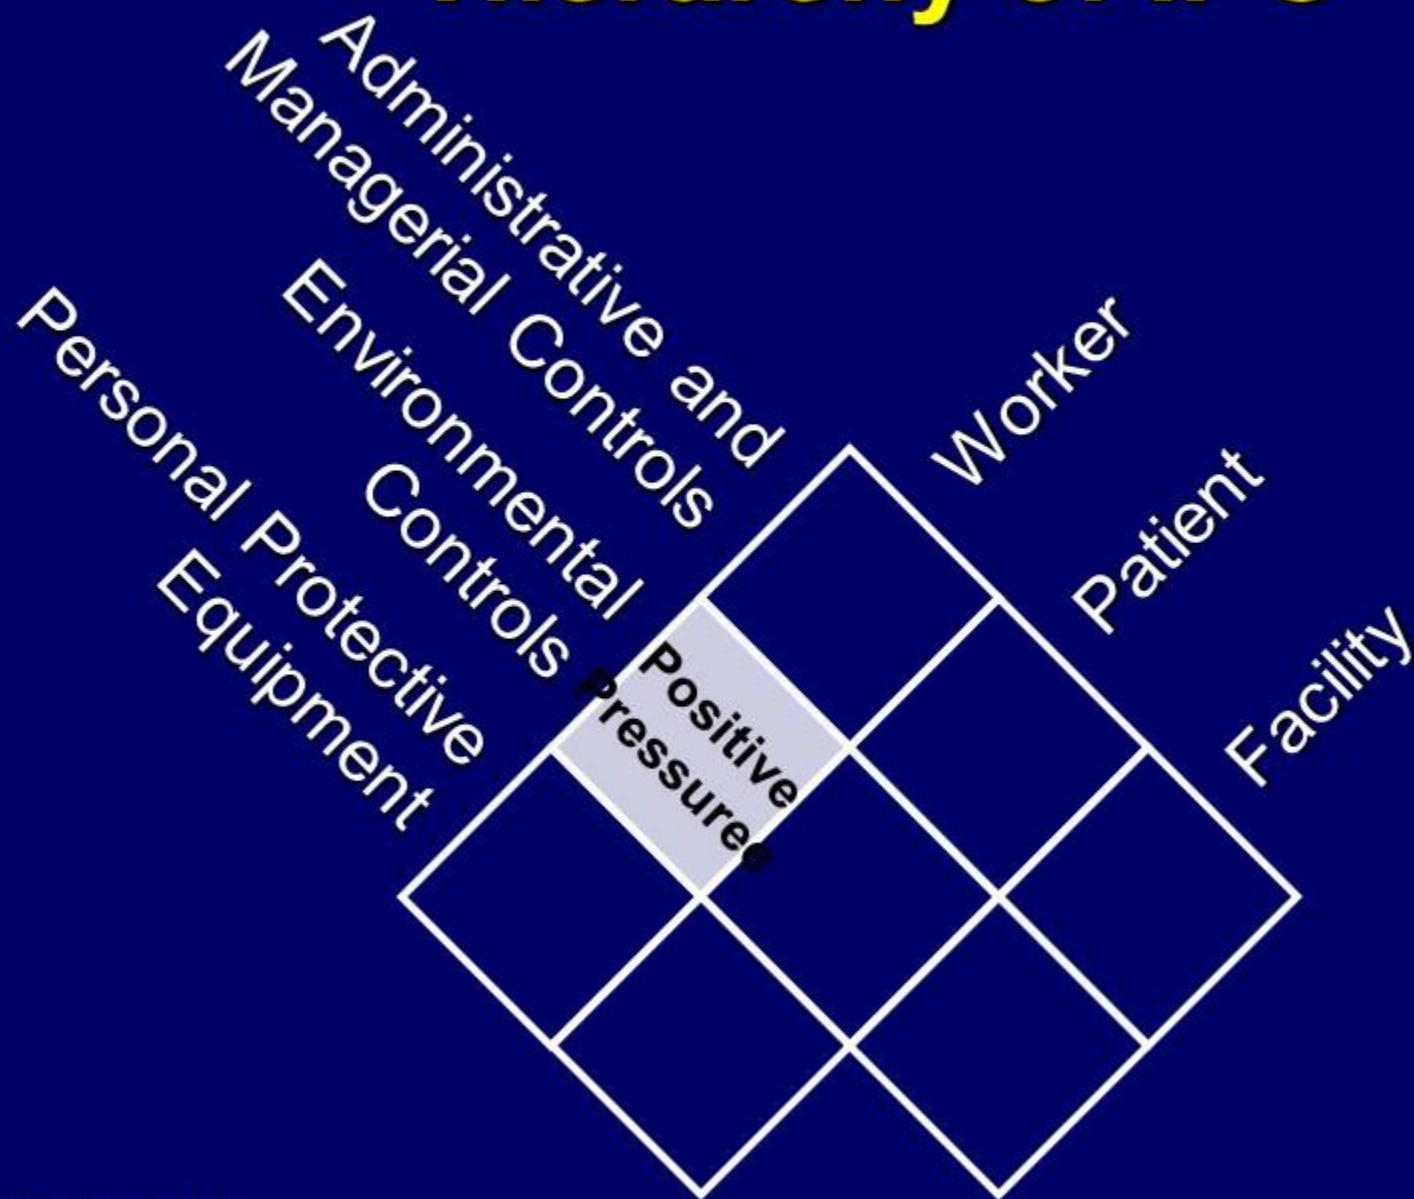 Administrative and
Managerial Controls
Environmental
Controls
Personal Protective
Equipment
Worker
Patient
Facility
Positive
Pressure